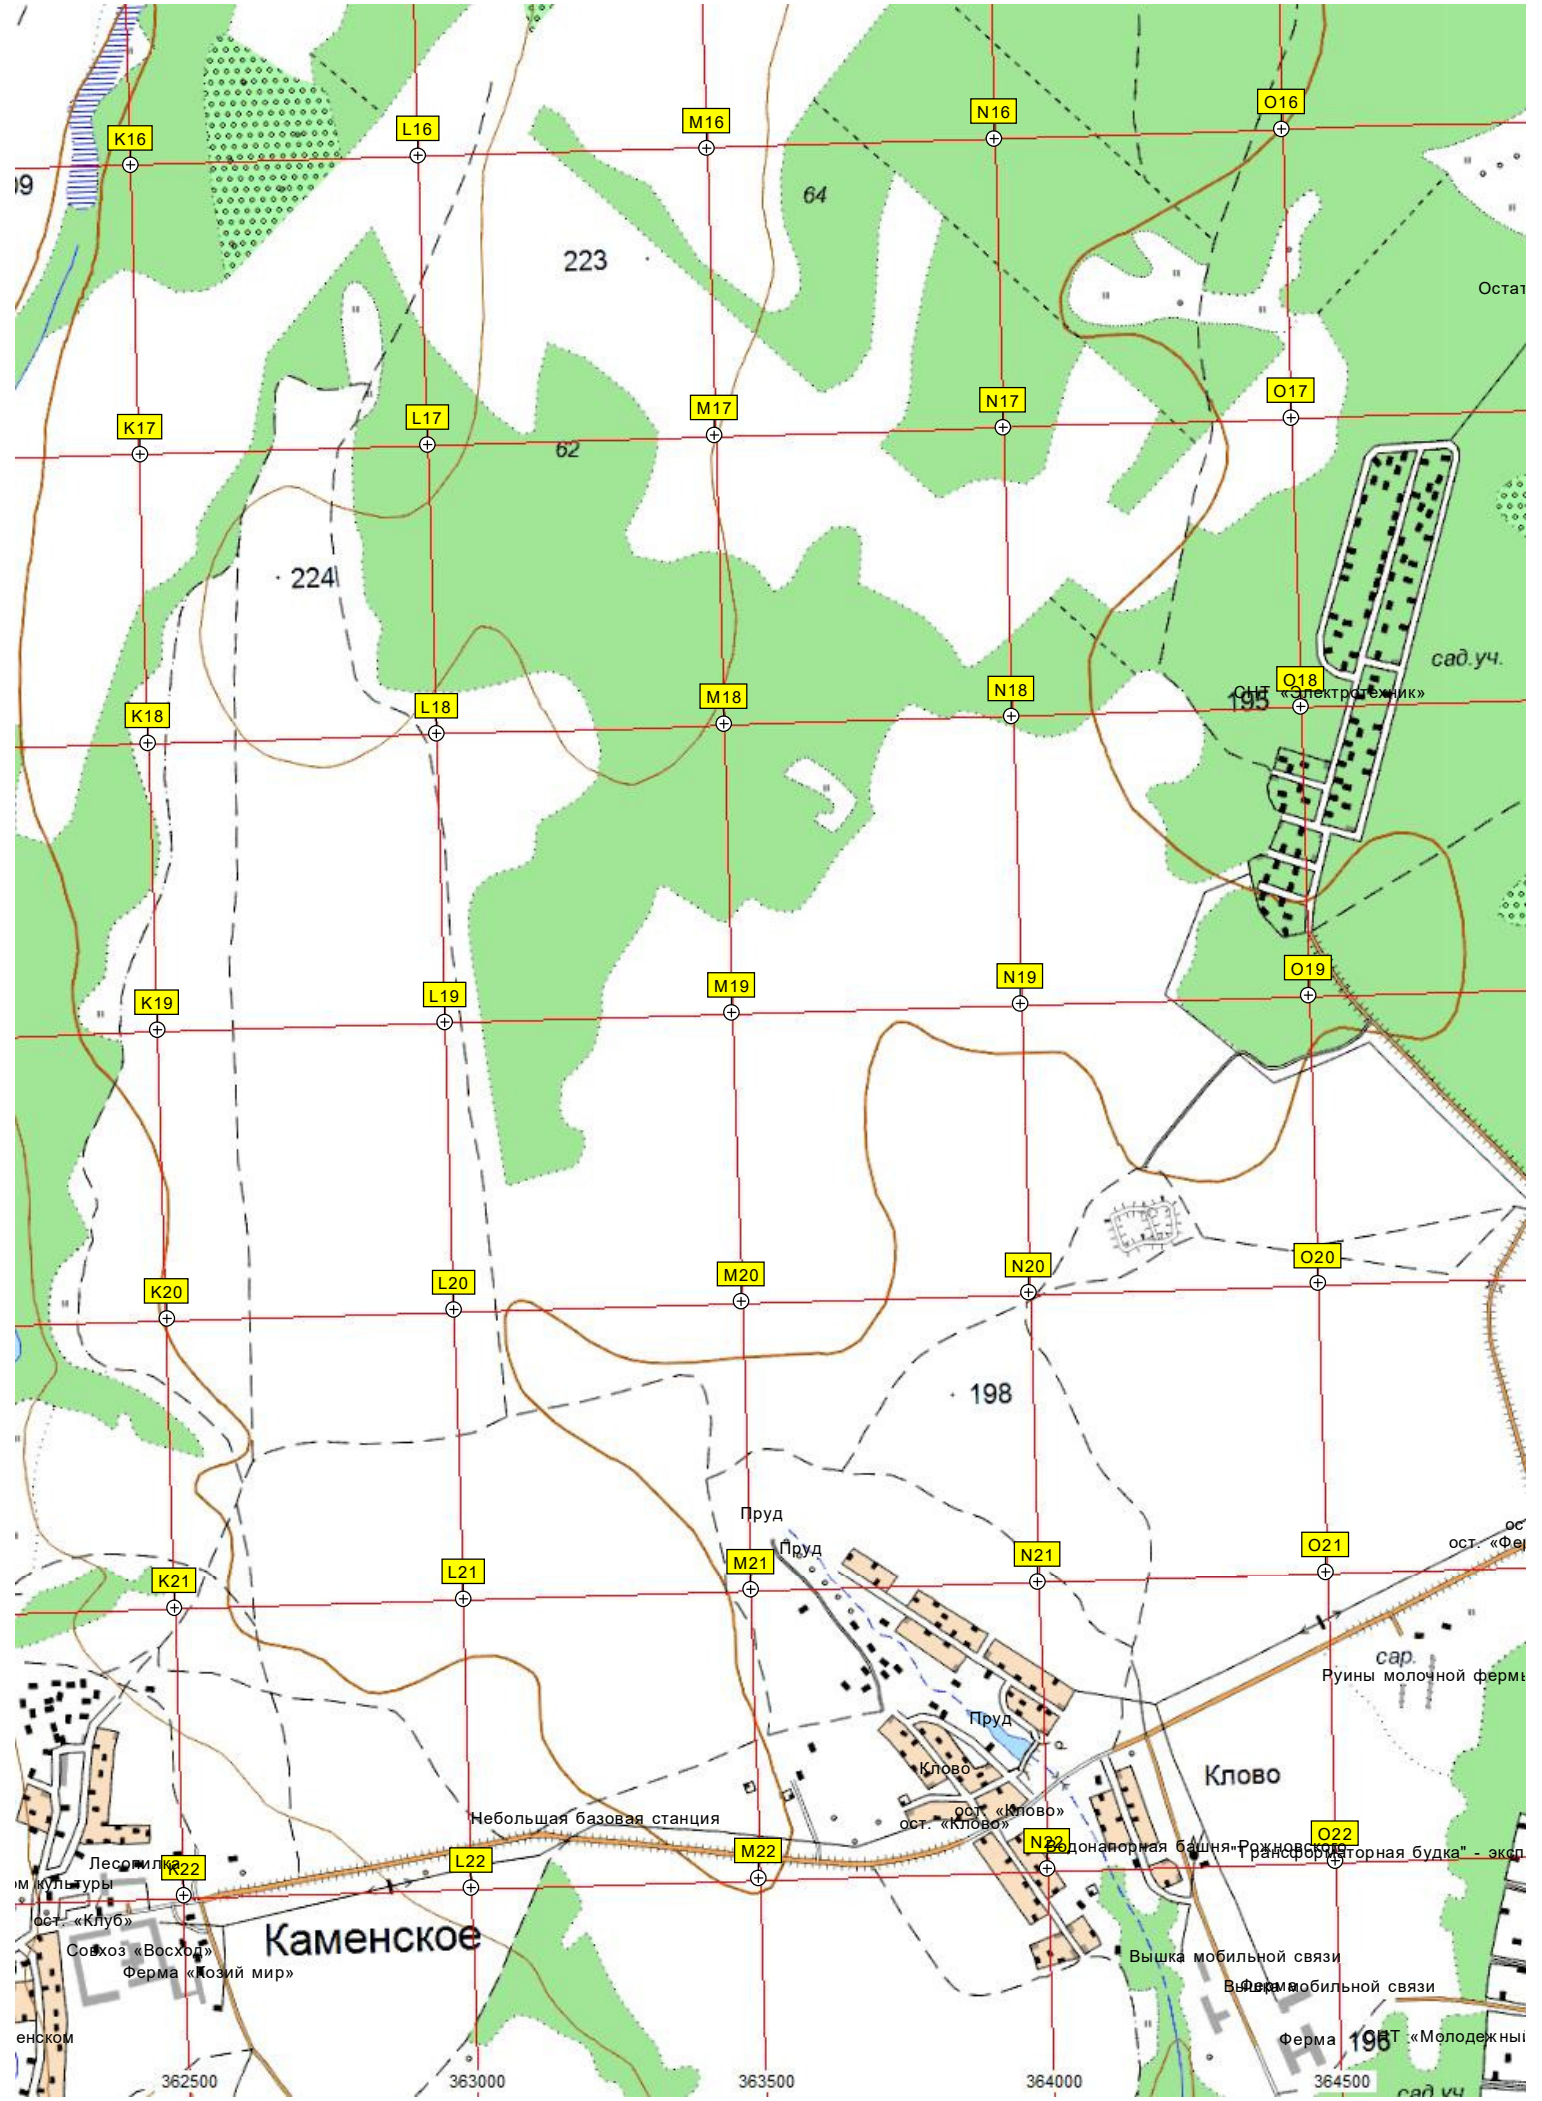 K16
L16
M16
N16
O16
64
223
Остат
K17
L17
M17
N17
O17
62
224
сад.уч.
K18
L18
M18
N18
O18
195
СНТ «Электротехник»
K19
L19
M19
N19
O19
K20
L20
M20
N20
O20
198
Пруд
Пруд
ост. «Фер
K21
L21
M21
N21
O21
сар.
Руины молочной фермы
Пруд
Клово
Клово
ост. «Клово»
ост. «Клово»
Небольшая базовая станция
K22
L22
M22
N22
O22
Водонапорная башня Рожновского
"Трансформаторная будка" - эксп
Лесопилка
ом культуры
ост. «Клуб»
Каменское
Совхоз «Восход»
Ферма «Козий мир»
Вышка мобильной связи
Вышка мобильной связи
Ферма
енском
Ферма
196
СНТ «Молодежный
362500
363000
363500
364000
364500
сад.уч.